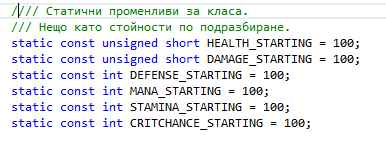 //// Статични променливи за класа.
/// Нещо като стойности по подразбиране.
static const unsigned short HEALTH_STARTING = 100;
static const unsigned short DAMAGE_STARTING = 100;
static const int DEFENSE_STARTING = 100;
static const int MANA_STARTING = 100;
static const int STAMINA_STARTING = 100;
static const int CRITCHANCE_STARTING = 100;